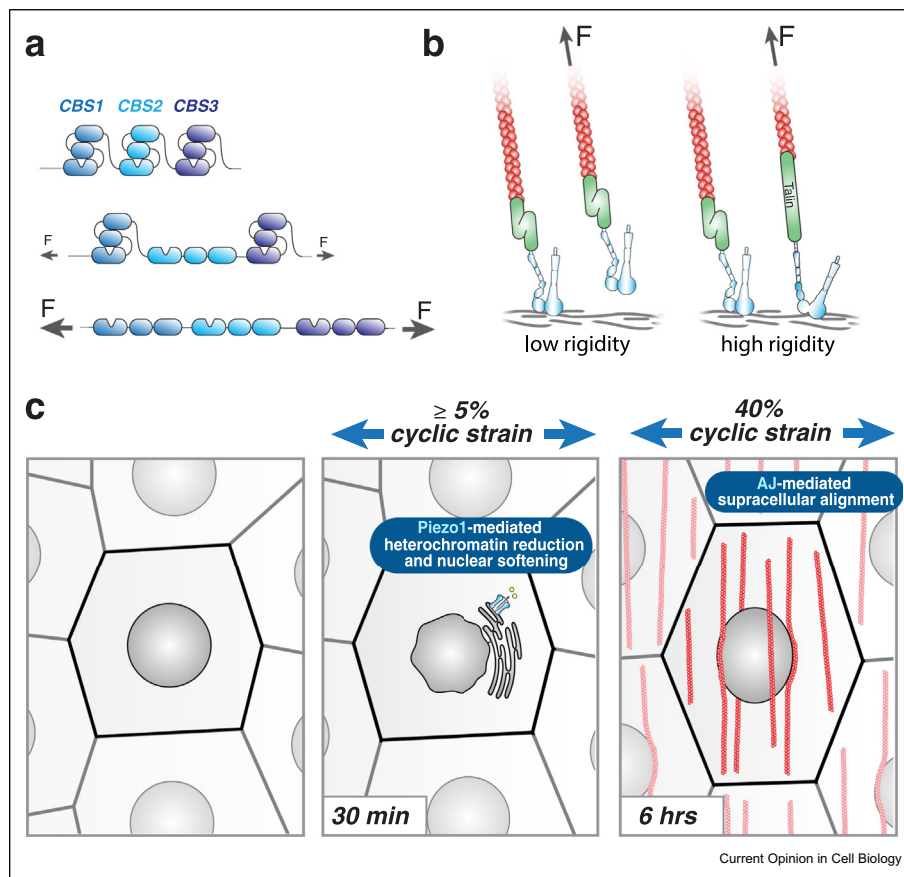 a
CBS1 CBS2 CBS3
F F
F F
b
F F
Talin
low rigidity high rigidity
c
≥ 5%
cyclic strain
40%
cyclic strain
Piezo1-mediated
heterochromatin reduction
and nuclear softening
AJ-mediated
supracellular alignment
30 min
6 hrs
Current Opinion in Cell Biology